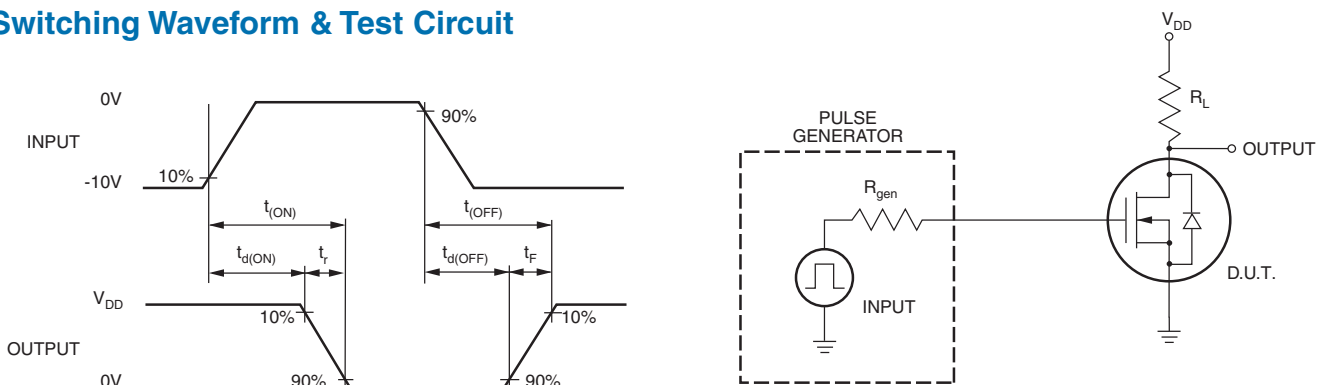 Switching Waveform & Test Circuit
0V
INPUT
-10V
10%
90%
t(ON)
t(OFF)
td(ON)
tr
td(OFF)
tF
VDD
10%
10%
OUTPUT
0V
90%
90%
VDD
RL
PULSE
GENERATOR
OUTPUT
Rgen
INPUT
D.U.T.